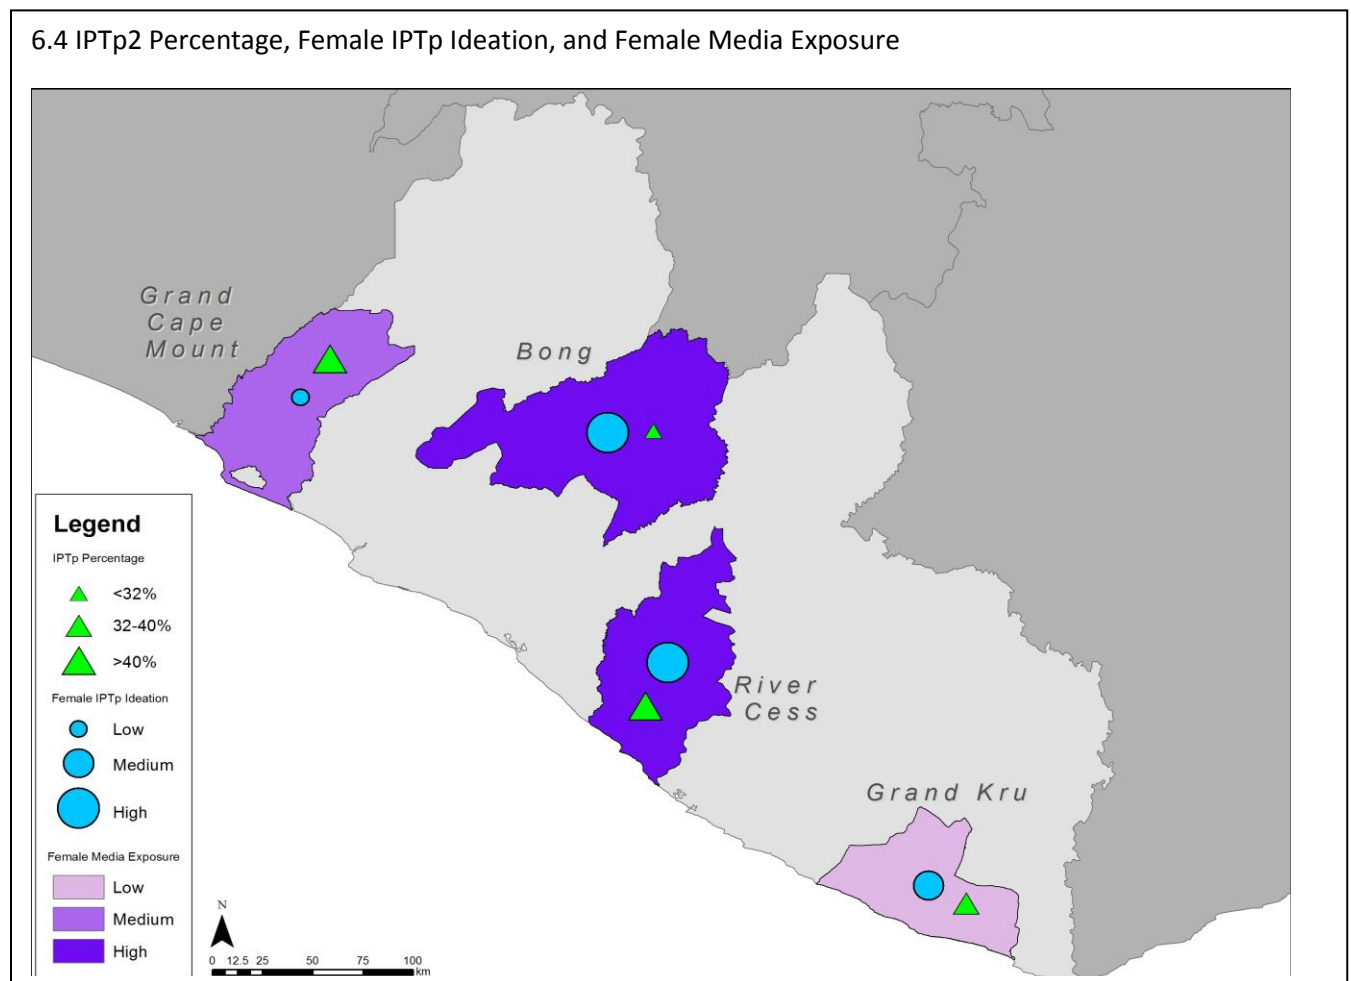 6.4 IPTp2 Percentage, Female IPTp Ideation, and Female Media Exposure
Grand
Cape
Mount
Bong
River
Cess
Grand Kru
Legend
IPTp Percentage
<32%
32-40%
>40%
Female IPTp Ideation
Low
Medium
High
Female Media Exposure
Low
Medium
High
N
0 12.5 25 50 75 100
km